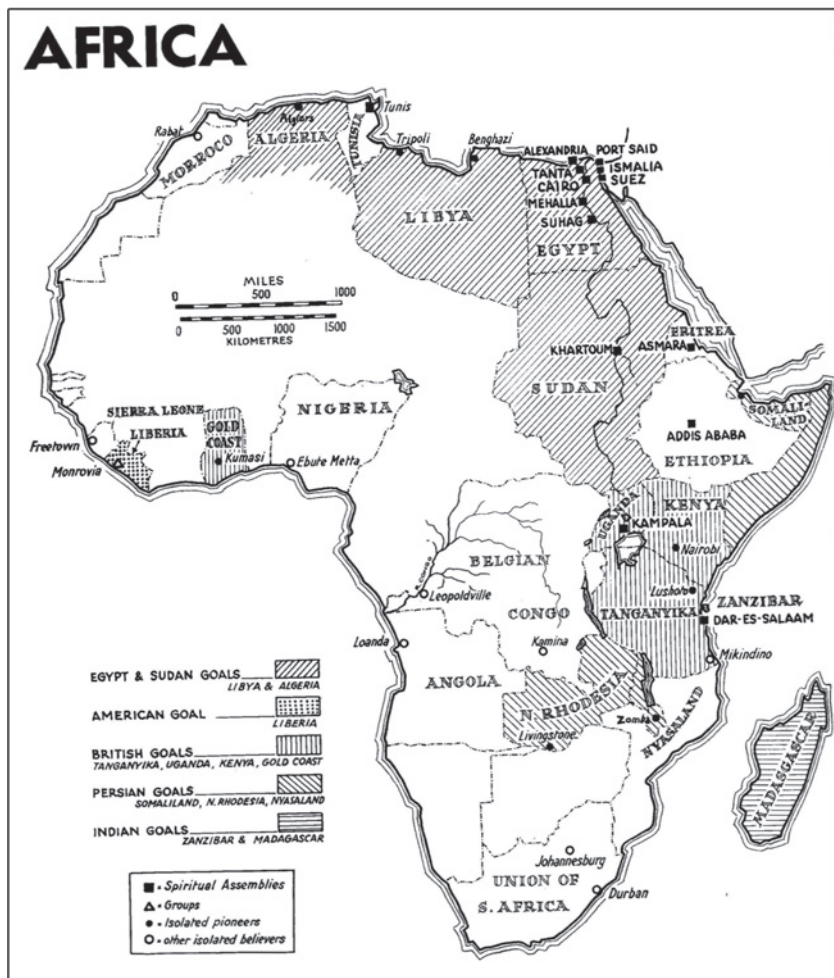 AFRICA
Rabat
MORROCO
Algiers
ALGERIA
TUNISIA
Tunis
Tripoli
Benghazi
LIBYA
ALEXANDRIA
PORT SAID
TANTA
ISMALIA
CAIRO
SUEZ
MEHALLA
SUHAG
EGYPT
MILES
0 500 1000
0 500 1000 1500
KILOMETRES
KHARTOUM
SUDAN
ERITREA
ASMARA
SOMALI-
LAND
ADDIS ABABA
ETHIOPIA
SIERRA LEONE
LIBERIA
Freetown
Monrovia
GOLD
COAST
Kumasi
NIGERIA
Ebute Metta
UGANDA
KENYA
KAMPALA
Nairobi
BELGIAN
CONGO
R. CONGO
Leopoldville
Lushoto
TANGANYIKA
ZANZIBAR
DAR-ES-SALAAM
Mikindino
Loanda
Kamina
ANGOLA
N. RHODESIA
Livingstone
Zomba
NYASALAND
MADAGASCAR
Johannesburg
UNION OF
S. AFRICA
Durban
EGYPT & SUDAN GOALS
LIBYA & ALGERIA
AMERICAN GOAL
LIBERIA
BRITISH GOALS
TANGANYIKA, UGANDA, KENYA, GOLD COAST
PERSIAN GOALS
SOMALILAND, N. RHODESIA, NYASALAND
INDIAN GOALS
ZANZIBAR & MADAGASCAR
■ - Spiritual Assemblies
△ - Groups
● - Isolated pioneers
○ - other isolated believers